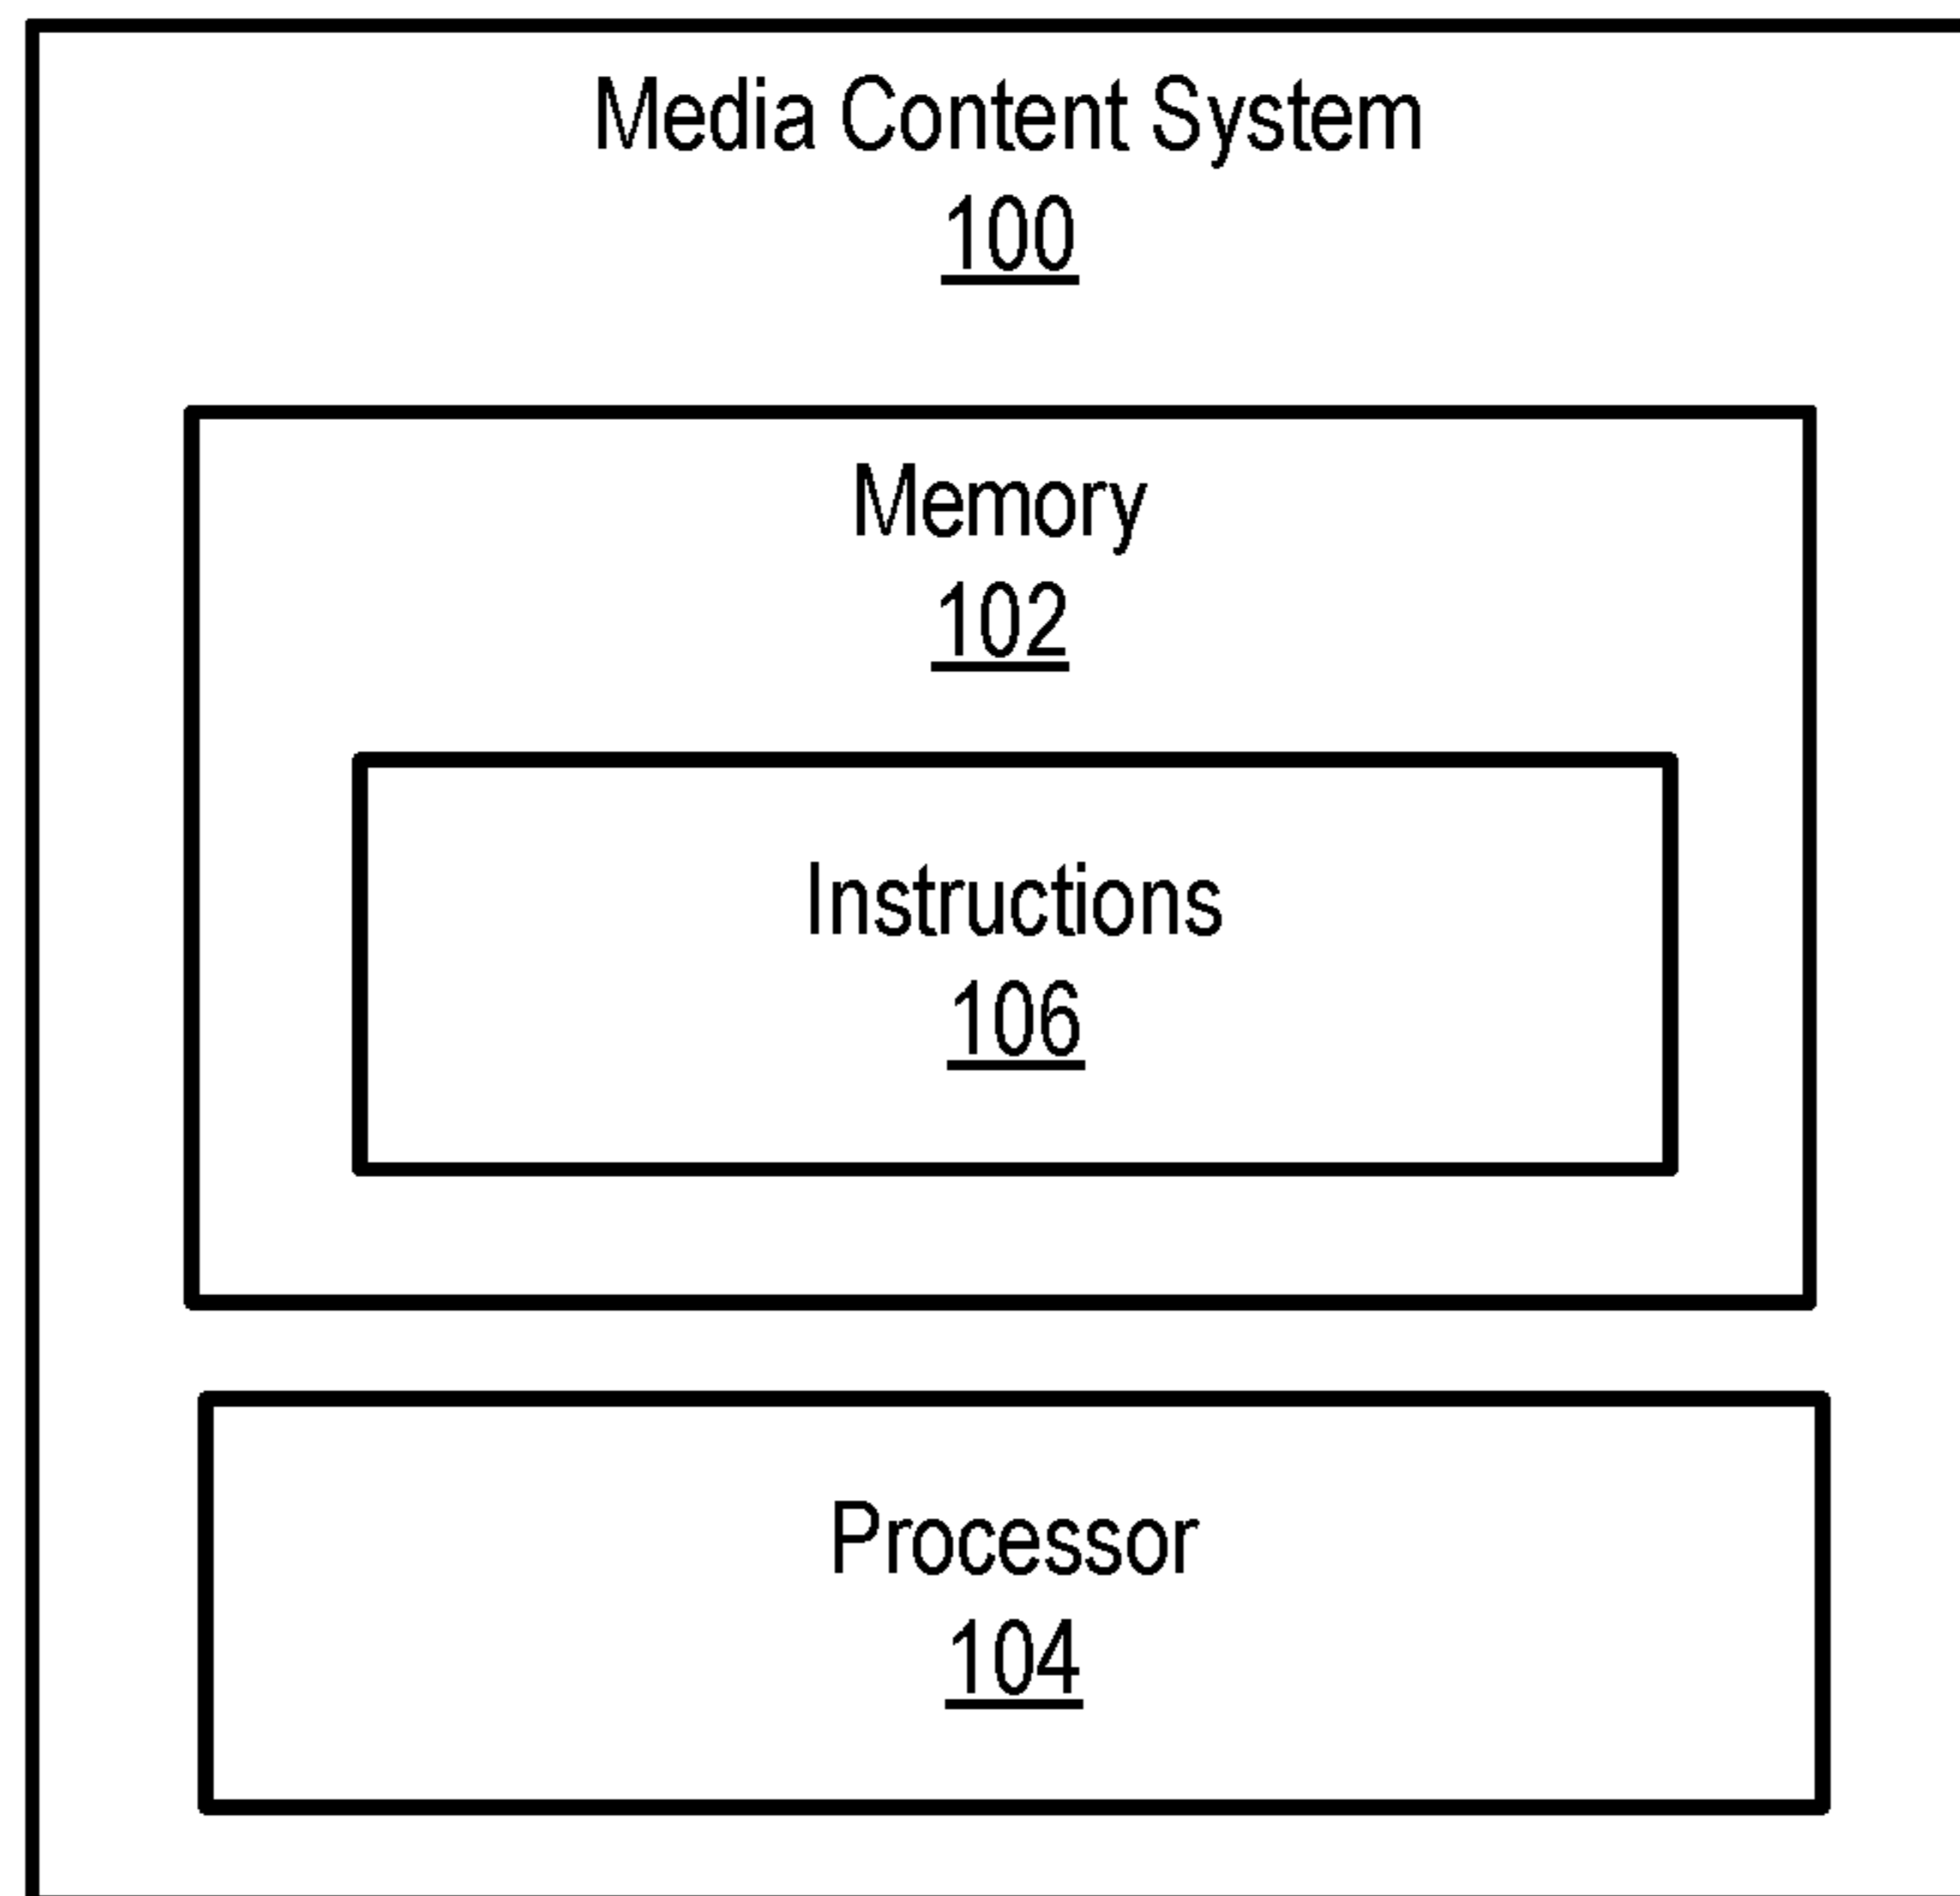 Media Content System
100
Memory
102
Instructions
106
Processor
104